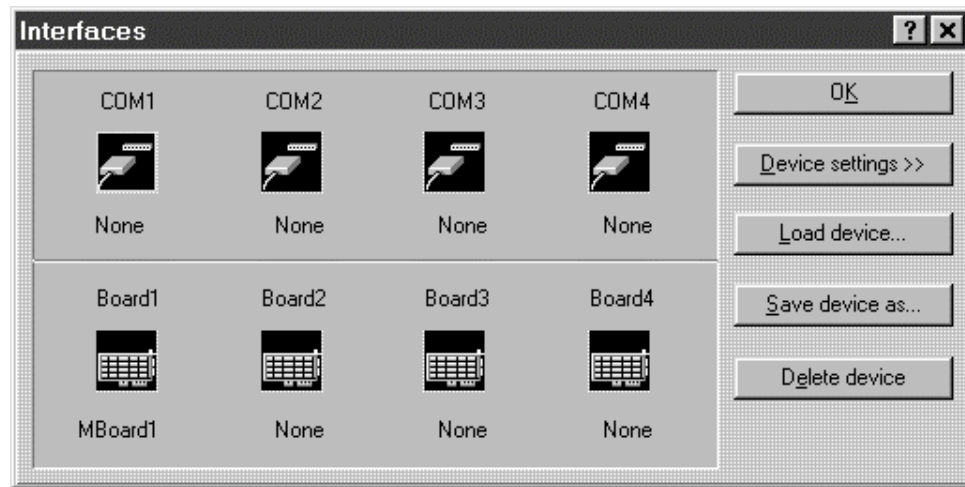 Interfaces
COM1 COM2 COM3 COM4
None None None None
Board1 Board2 Board3 Board4
MBoard1 None None None
OK
Device settings >>
Load device...
Save device as...
Delete device